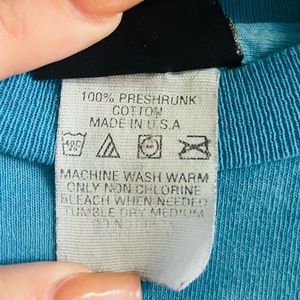 100% PRESHRUNK
COTTON
MADE IN U.S.A
MACHINE WASH WARM
ONLY NON CHLORINE
BLEACH WHEN NEEDED
TUMBLE DRY MEDIUM